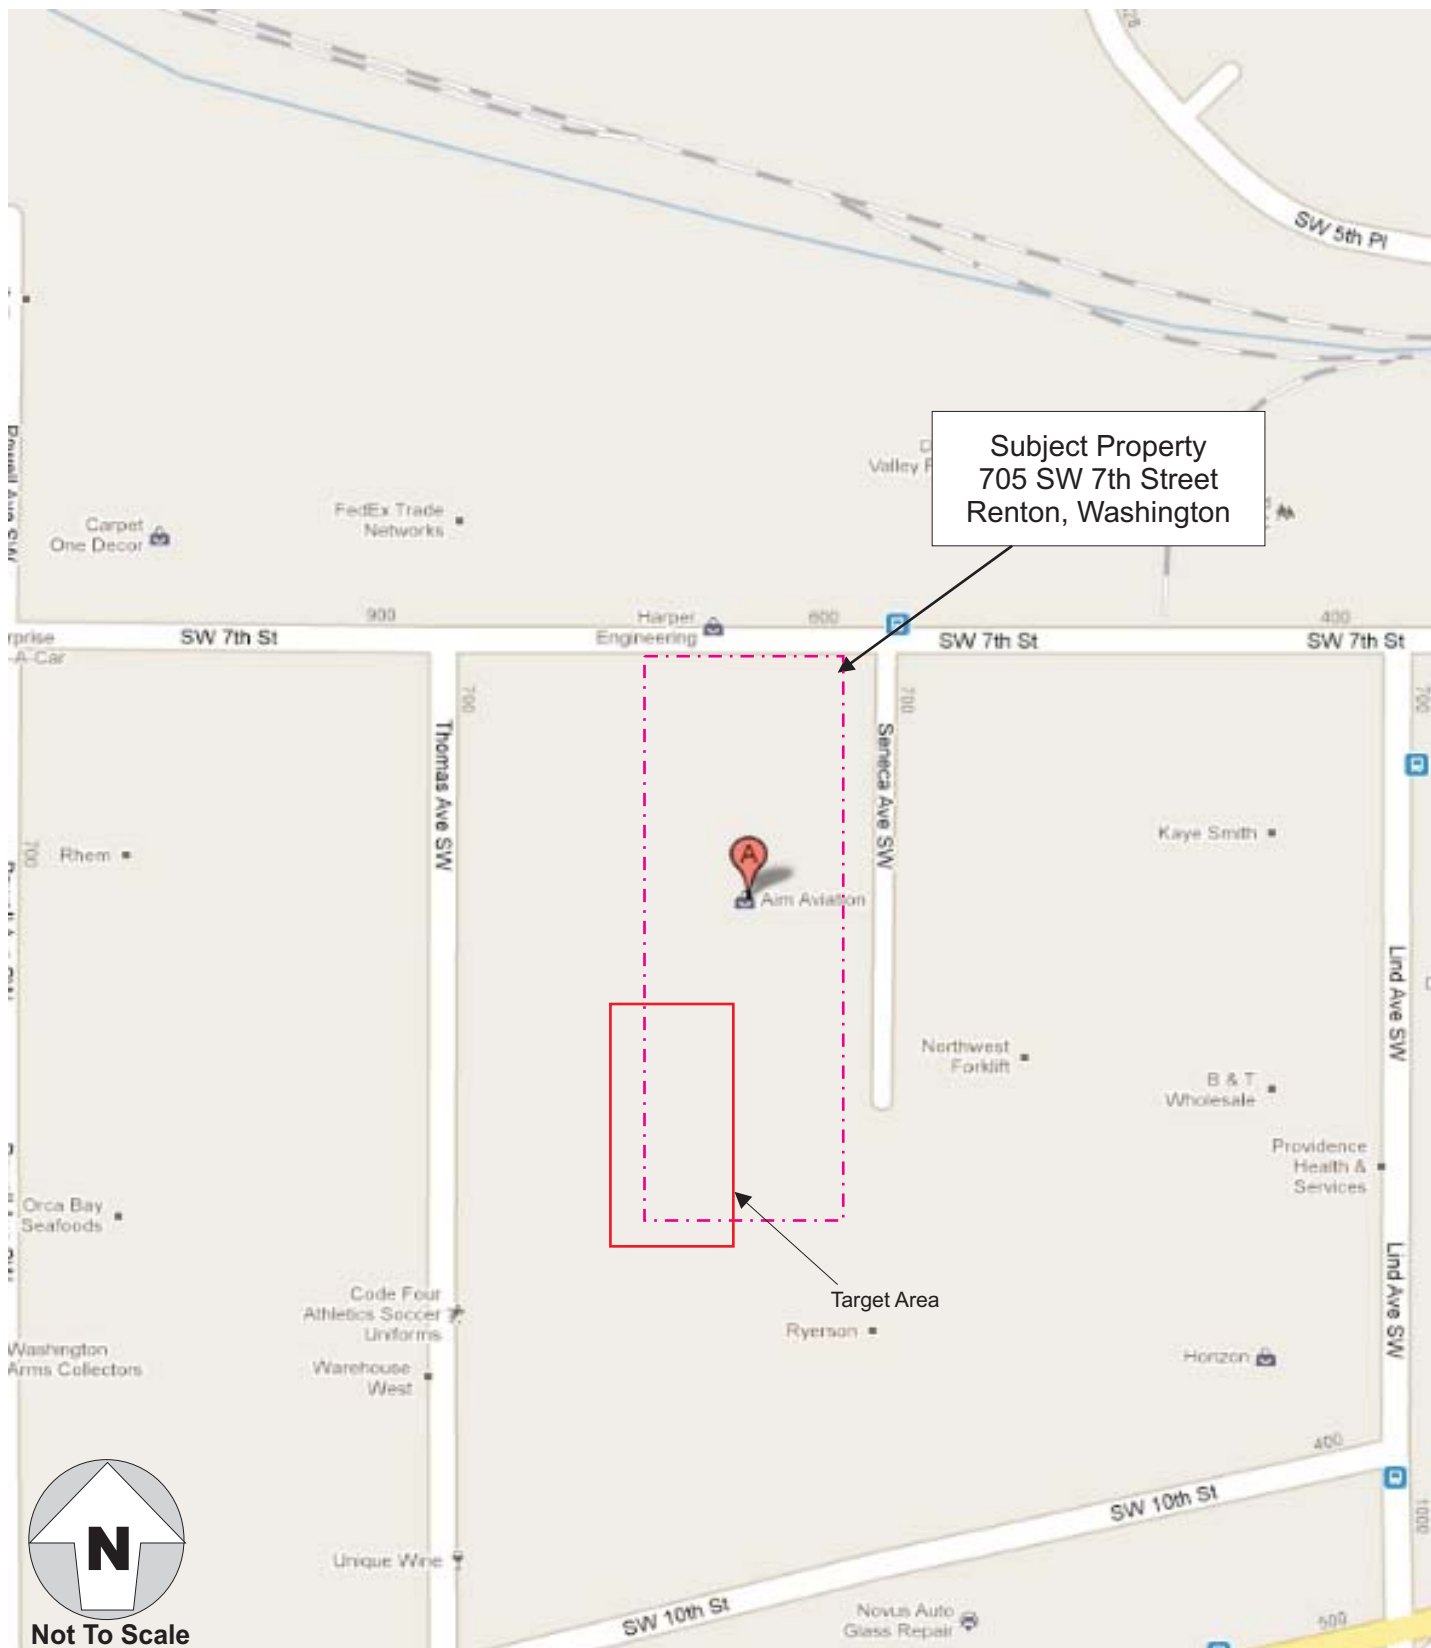 SW 5th Pl
Subject Property
705 SW 7th Street
Renton, Washington
Valley
FedEx Trade
Networks
Carpet
One Decor
900
Harper
Engineering
600
400
SW 7th St
SW 7th St
SW 7th St
-A-Car
700
700
700
Thomas Ave SW
Seneca Ave SW
Kaye Smith
700
Rhem
A
Aim Aviation
Lind Ave SW
Northwest
Forklift
B & T
Wholesale
Providence
Health &
Services
Orca Bay
Seafoods
Lind Ave SW
Code Four
Athletics Soccer
Uniforms
Target Area
Ryerson
Washington
Arms Collectors
Warehouse
West
Horizon
400
SW 10th St
1000
N
Unique Wine
SW 10th St
Novus Auto
Glass Repair
500
Not To Scale